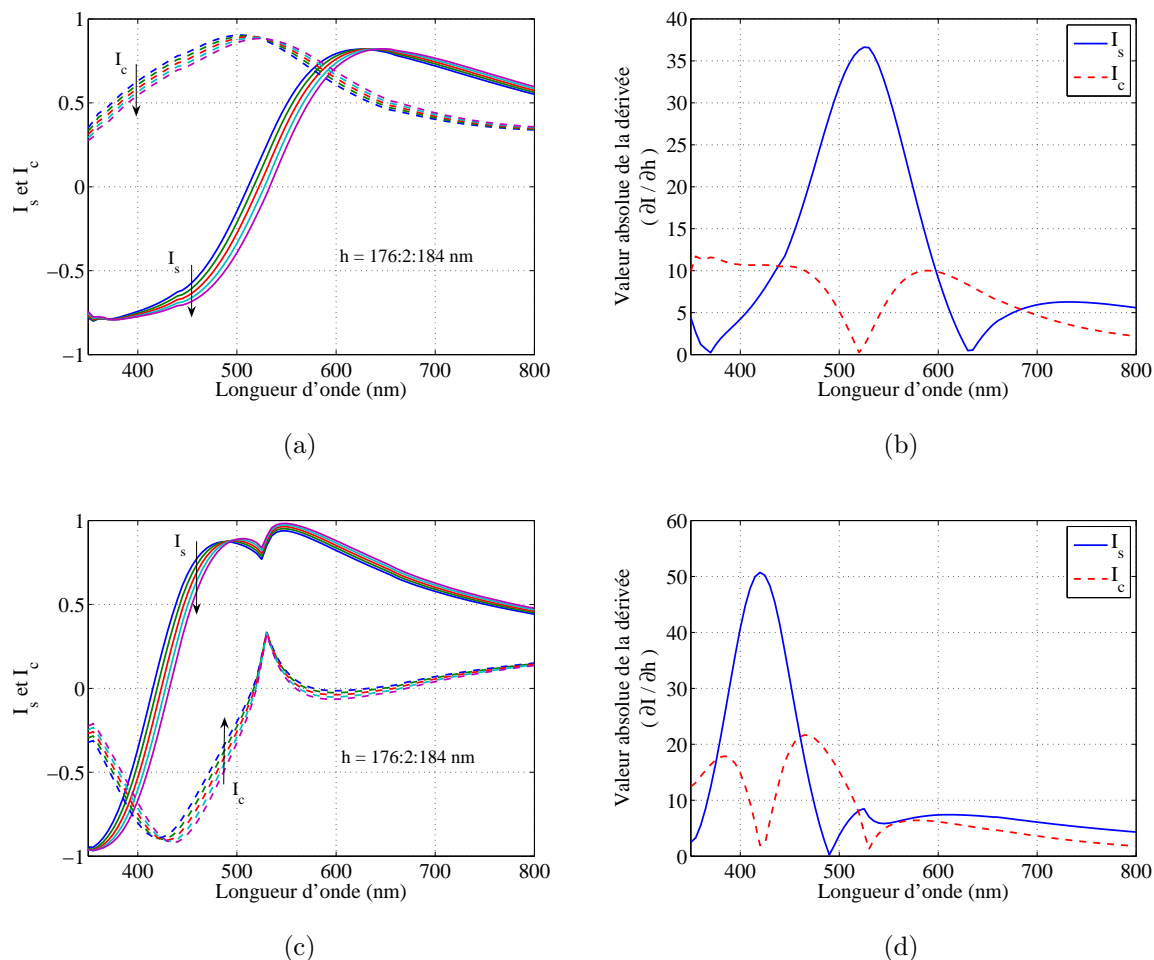 1
0.5
0
−0.5
−1
400 500 600 700 800
I_s et I_c
Longueur d'onde (nm)
I_c
I_s
h = 176:2:184 nm
(a)
40
35
30
25
20
15
10
5
0
400 500 600 700 800
Valeur absolue de la dérivée
( ∂I / ∂h )
Longueur d'onde (nm)
I_s
I_c
(b)
1
0.5
0
−0.5
−1
400 500 600 700 800
I_s et I_c
Longueur d'onde (nm)
I_s
I_c
h = 176:2:184 nm
(c)
60
50
40
30
20
10
0
400 500 600 700 800
Valeur absolue de la dérivée
( ∂I / ∂h )
Longueur d'onde (nm)
I_s
I_c
(d)